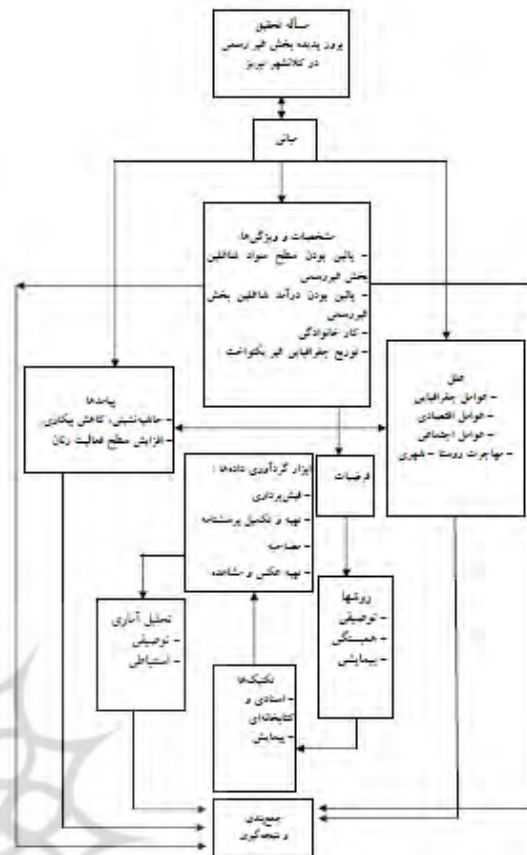 مسأله تحقیق
بروز پدیده بخش غیر رسمی
در کلانشهر تبریز
مبانی
مشخصات و ویژگی‌ها:
- پائین بودن سطح سواد شاغلین
بخش غیررسمی
- پائین بودن درآمد شاغلین بخش
غیررسمی
- کار خانوادگی
- توزیع جغرافیایی غیر یکنواخت
علل
- عوامل جغرافیایی
- عوامل اقتصادی
- عوامل اجتماعی
- مهاجرت روستا - شهری
پیامدها
- حاشیه‌نشینی، کاهش بیکاری،
- افزایش سطح فعالیت زنان
فرضیات
ابزار گردآوری داده‌ها :
- فیش‌برداری
- تهیه و تکمیل پرسشنامه
- مصاحبه
- تهیه عکس و مشاهده
روشها
- توصیفی
- همبستگی
- پیمایشی
تحلیل آماری
- توصیفی
- استنباطی
تکنیک‌ها
- اسنادی و
کتابخانه‌ای
- پیمایش
جمع‌بندی
و نتیجه‌گیری